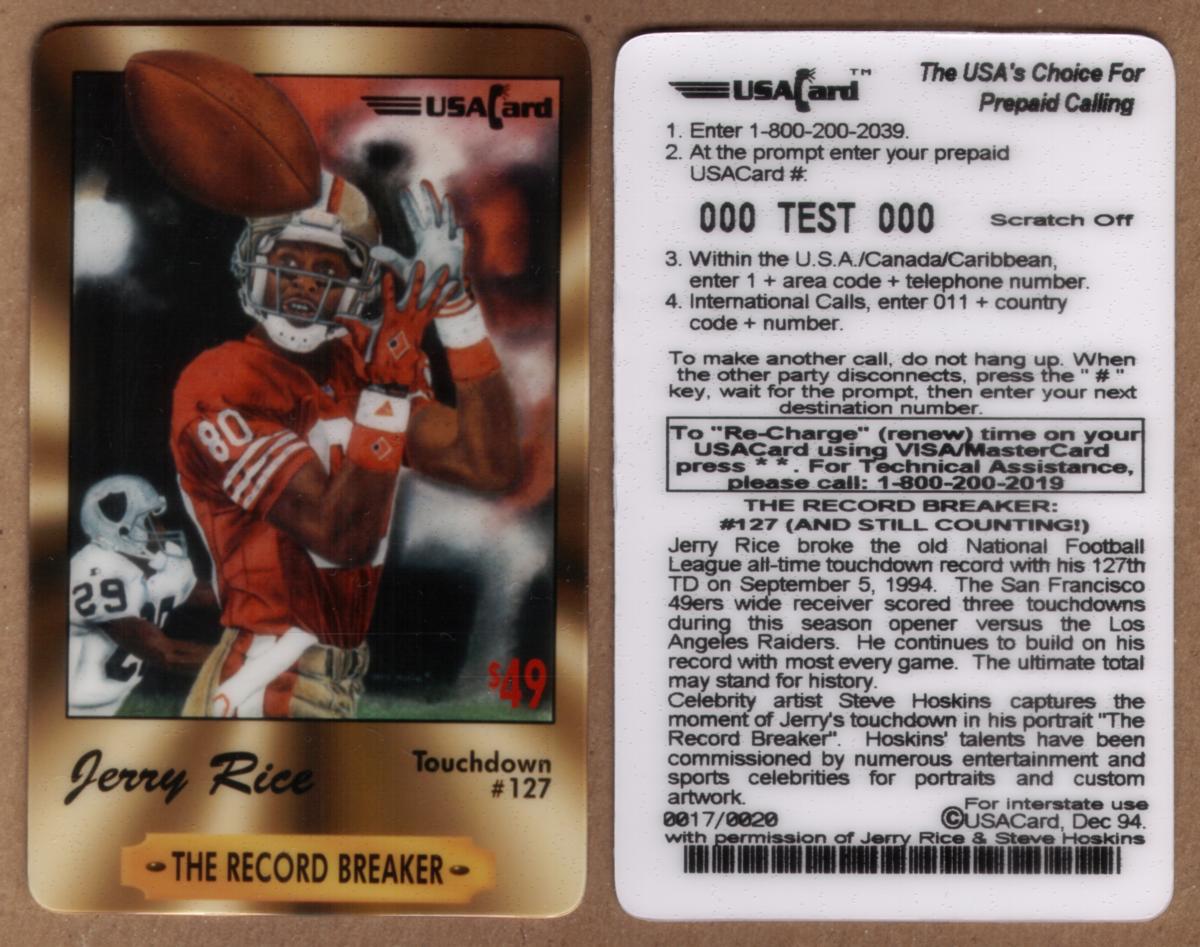 USACard
80
29
$49
Jerry Rice
Touchdown
#127
THE RECORD BREAKER
USACard™
The USA's Choice For
Prepaid Calling
1. Enter 1-800-200-2039.
2. At the prompt enter your prepaid
USACard #:
000 TEST 000 Scratch Off
3. Within the U.S.A./Canada/Caribbean,
enter 1 + area code + telephone number.
4. International Calls, enter 011 + country
code + number.
To make another call, do not hang up. When
the other party disconnects, press the " # "
key, wait for the prompt, then enter your next
destination number.
To "Re-Charge" (renew) time on your
USACard using VISA/MasterCard
press * *. For Technical Assistance,
please call: 1-800-200-2019
THE RECORD BREAKER:
#127 (AND STILL COUNTING!)
Jerry Rice broke the old National Football
League all-time touchdown record with his 127th
TD on September 5, 1994. The San Francisco
49ers wide receiver scored three touchdowns
during this season opener versus the Los
Angeles Raiders. He continues to build on his
record with most every game. The ultimate total
may stand for history.
Celebrity artist Steve Hoskins captures the
moment of Jerry's touchdown in his portrait "The
Record Breaker". Hoskins' talents have been
commissioned by numerous entertainment and
sports celebrities for portraits and custom
artwork.
For interstate use
0017/0020 ©USACard, Dec 94.
with permission of Jerry Rice & Steve Hoskins